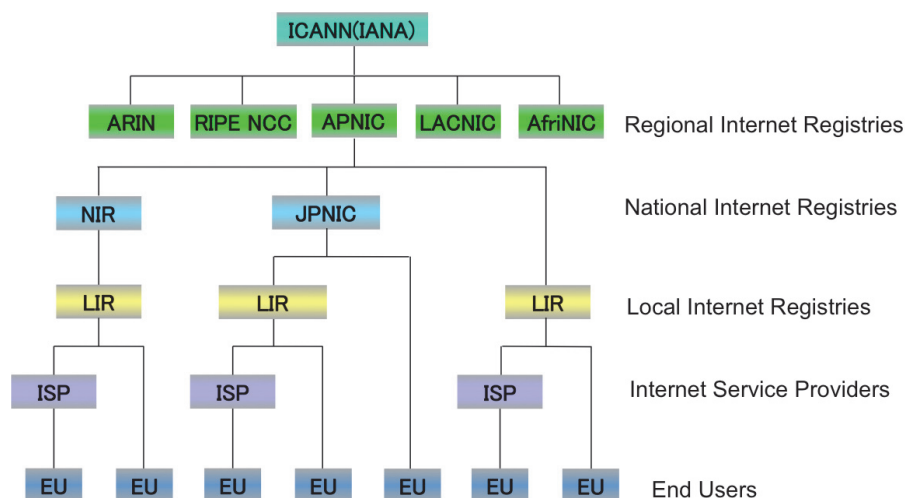 ICANN(IANA)
ARIN RIPE NCC APNIC LACNIC AfriNIC Regional Internet Registries
NIR JPNIC National Internet Registries
LIR LIR LIR Local Internet Registries
ISP ISP ISP Internet Service Providers
EU EU EU EU EU EU EU End Users